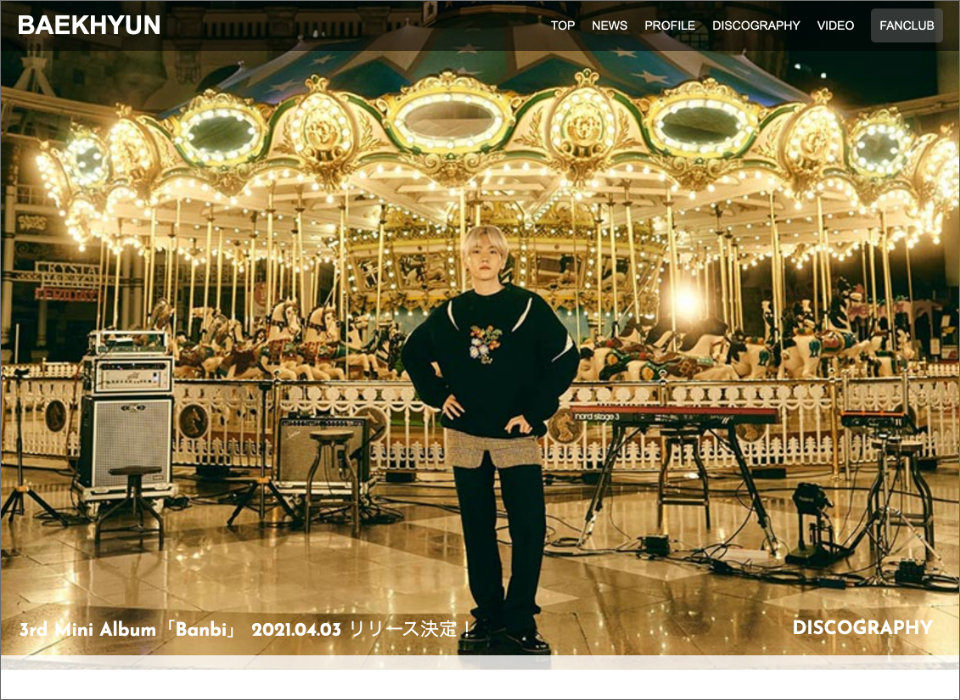 BAEKHYUN
TOP NEWS PROFILE DISCOGRAPHY VIDEO FANCLUB
CRYSTA
nord stage 3
3rd Mini Album「Banbi」 2021.04.03 リリース決定！
DISCOGRAPHY